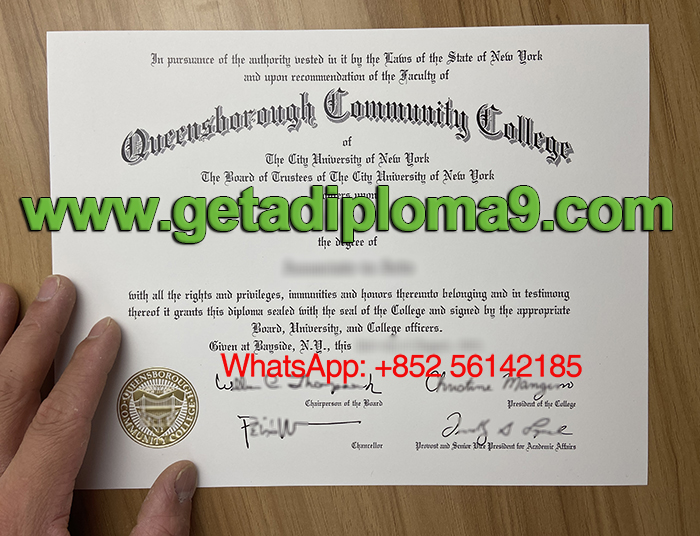 In pursuance of the authority vested in it by the Laws of the State of New York
and upon recommendation of the Faculty of
Queensborough Community College
of
The City University of New York
The Board of Trustees of The City University of New York
upon
www.getadiploma9.com
the degree of
with all the rights and privileges, immunities and honors thereunto belonging and in testimony
thereof it grants this diploma sealed with the seal of the College and signed by the appropriate
Board, University, and College officers.
Given at Bayside, N.Y., this
WhatsApp: +852 56142185
Christine Mangino
Chairperson of the Board
President of the College
QUEENSBOROUGH COMMUNITY COLLEGE
Chancellor
Provost and Senior Vice President for Academic Affairs